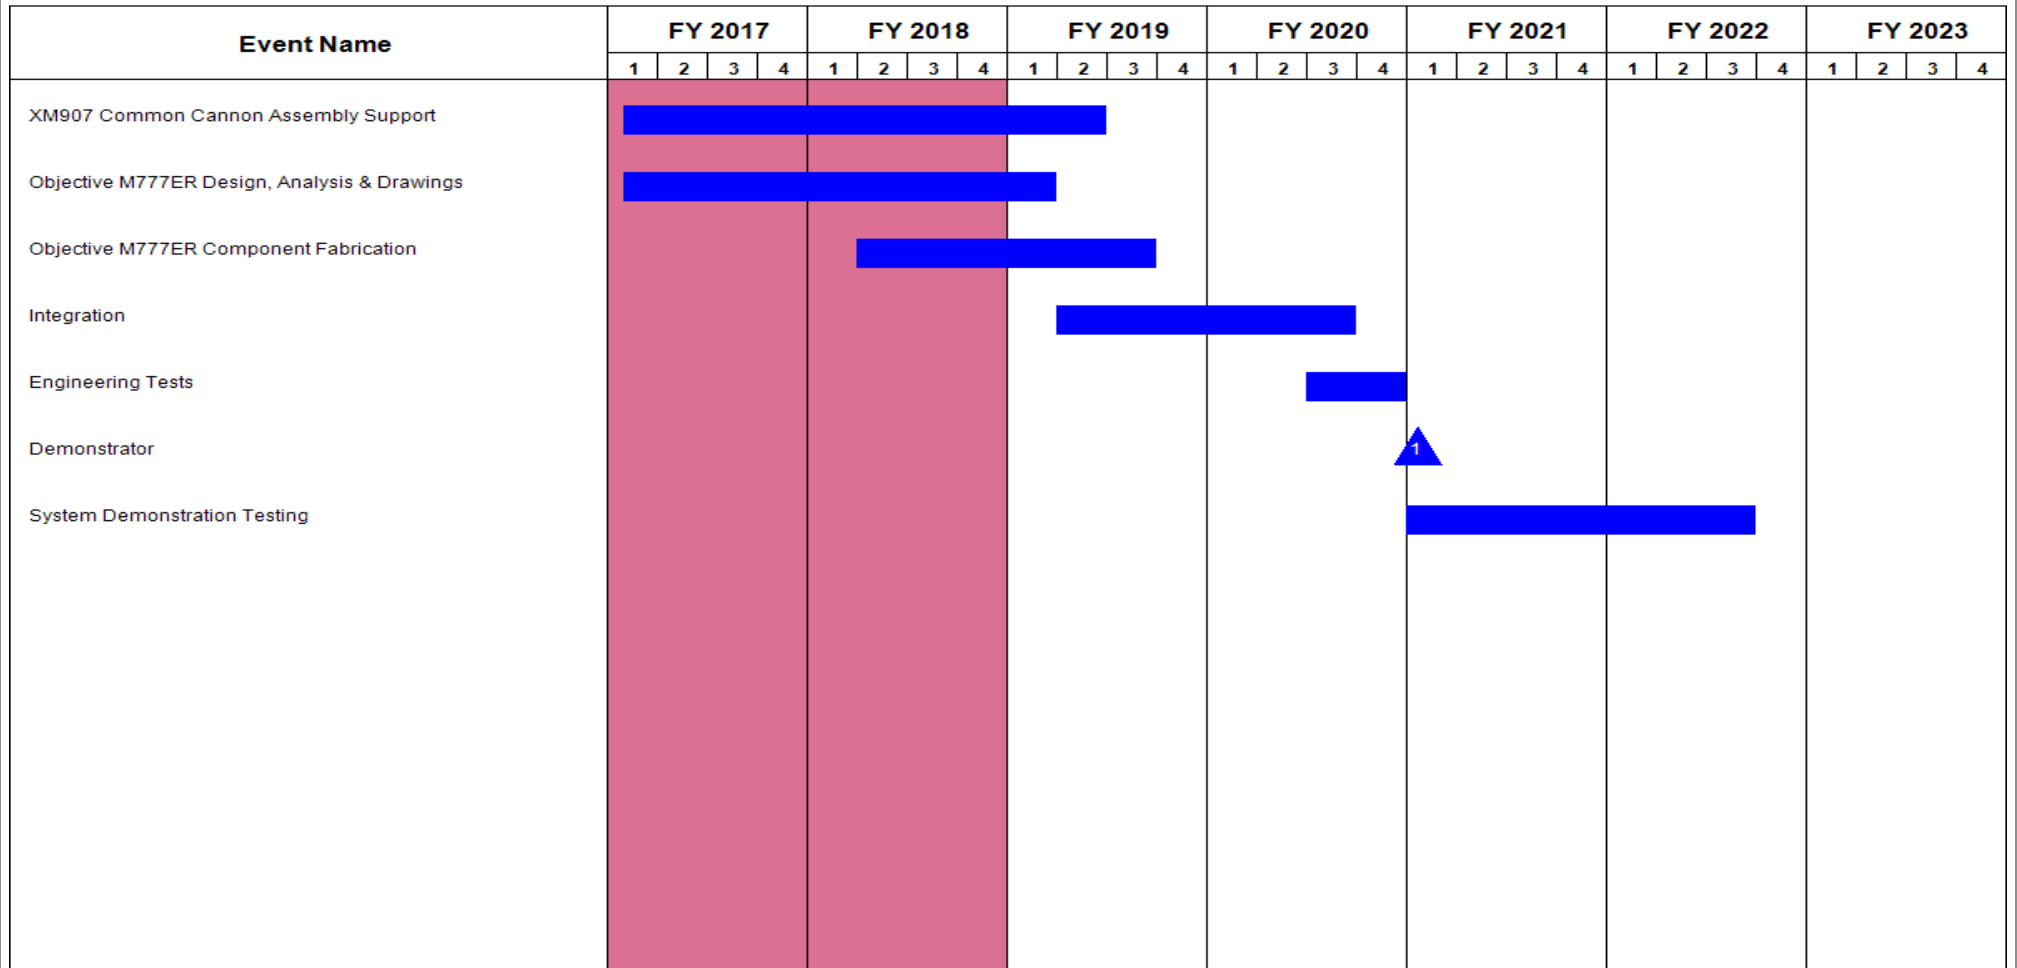 Event Name
FY 2017 FY 2018 FY 2019 FY 2020 FY 2021 FY 2022 FY 2023
1 2 3 4 1 2 3 4 1 2 3 4 1 2 3 4 1 2 3 4 1 2 3 4 1 2 3 4
XM907 Common Cannon Assembly Support
Objective M777ER Design, Analysis & Drawings
Objective M777ER Component Fabrication
Integration
Engineering Tests
Demonstrator 1
System Demonstration Testing